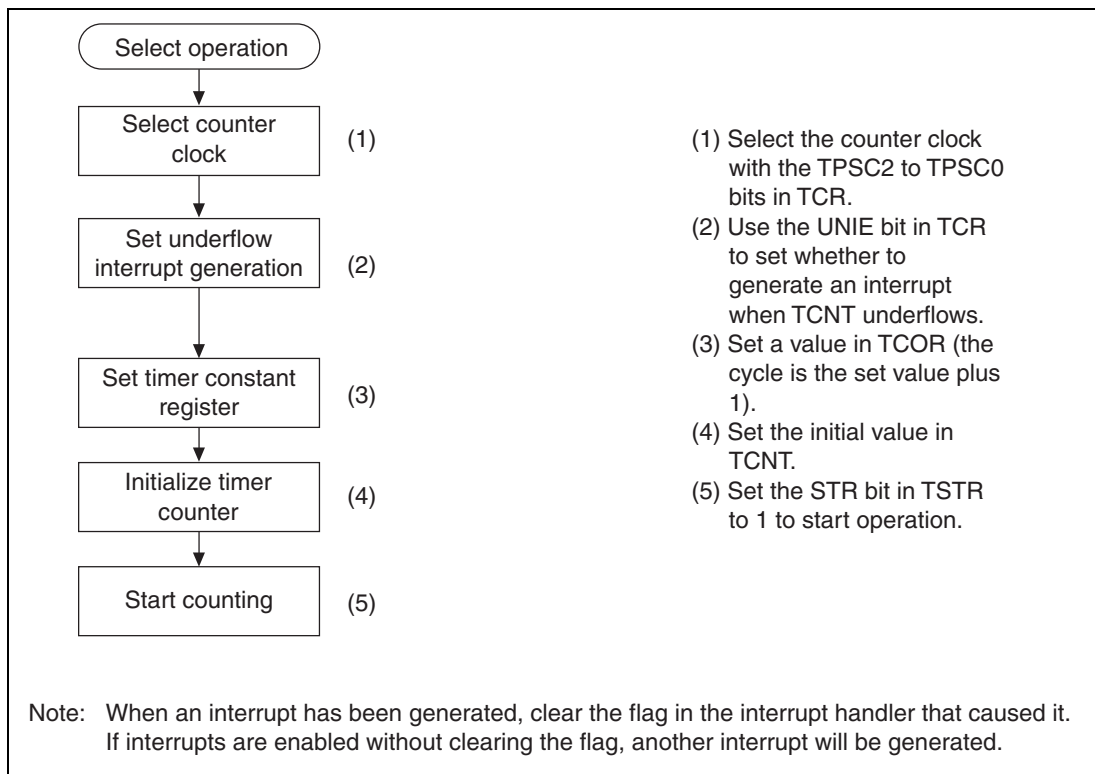 Select operation
Select counter
clock
(1)
Set underflow
interrupt generation
(2)
Set timer constant
register
(3)
Initialize timer
counter
(4)
Start counting
(5)
(1) Select the counter clock
with the TPSC2 to TPSC0
bits in TCR.
(2) Use the UNIE bit in TCR
to set whether to
generate an interrupt
when TCNT underflows.
(3) Set a value in TCOR (the
cycle is the set value plus
1).
(4) Set the initial value in
TCNT.
(5) Set the STR bit in TSTR
to 1 to start operation.
Note: When an interrupt has been generated, clear the flag in the interrupt handler that caused it.
If interrupts are enabled without clearing the flag, another interrupt will be generated.